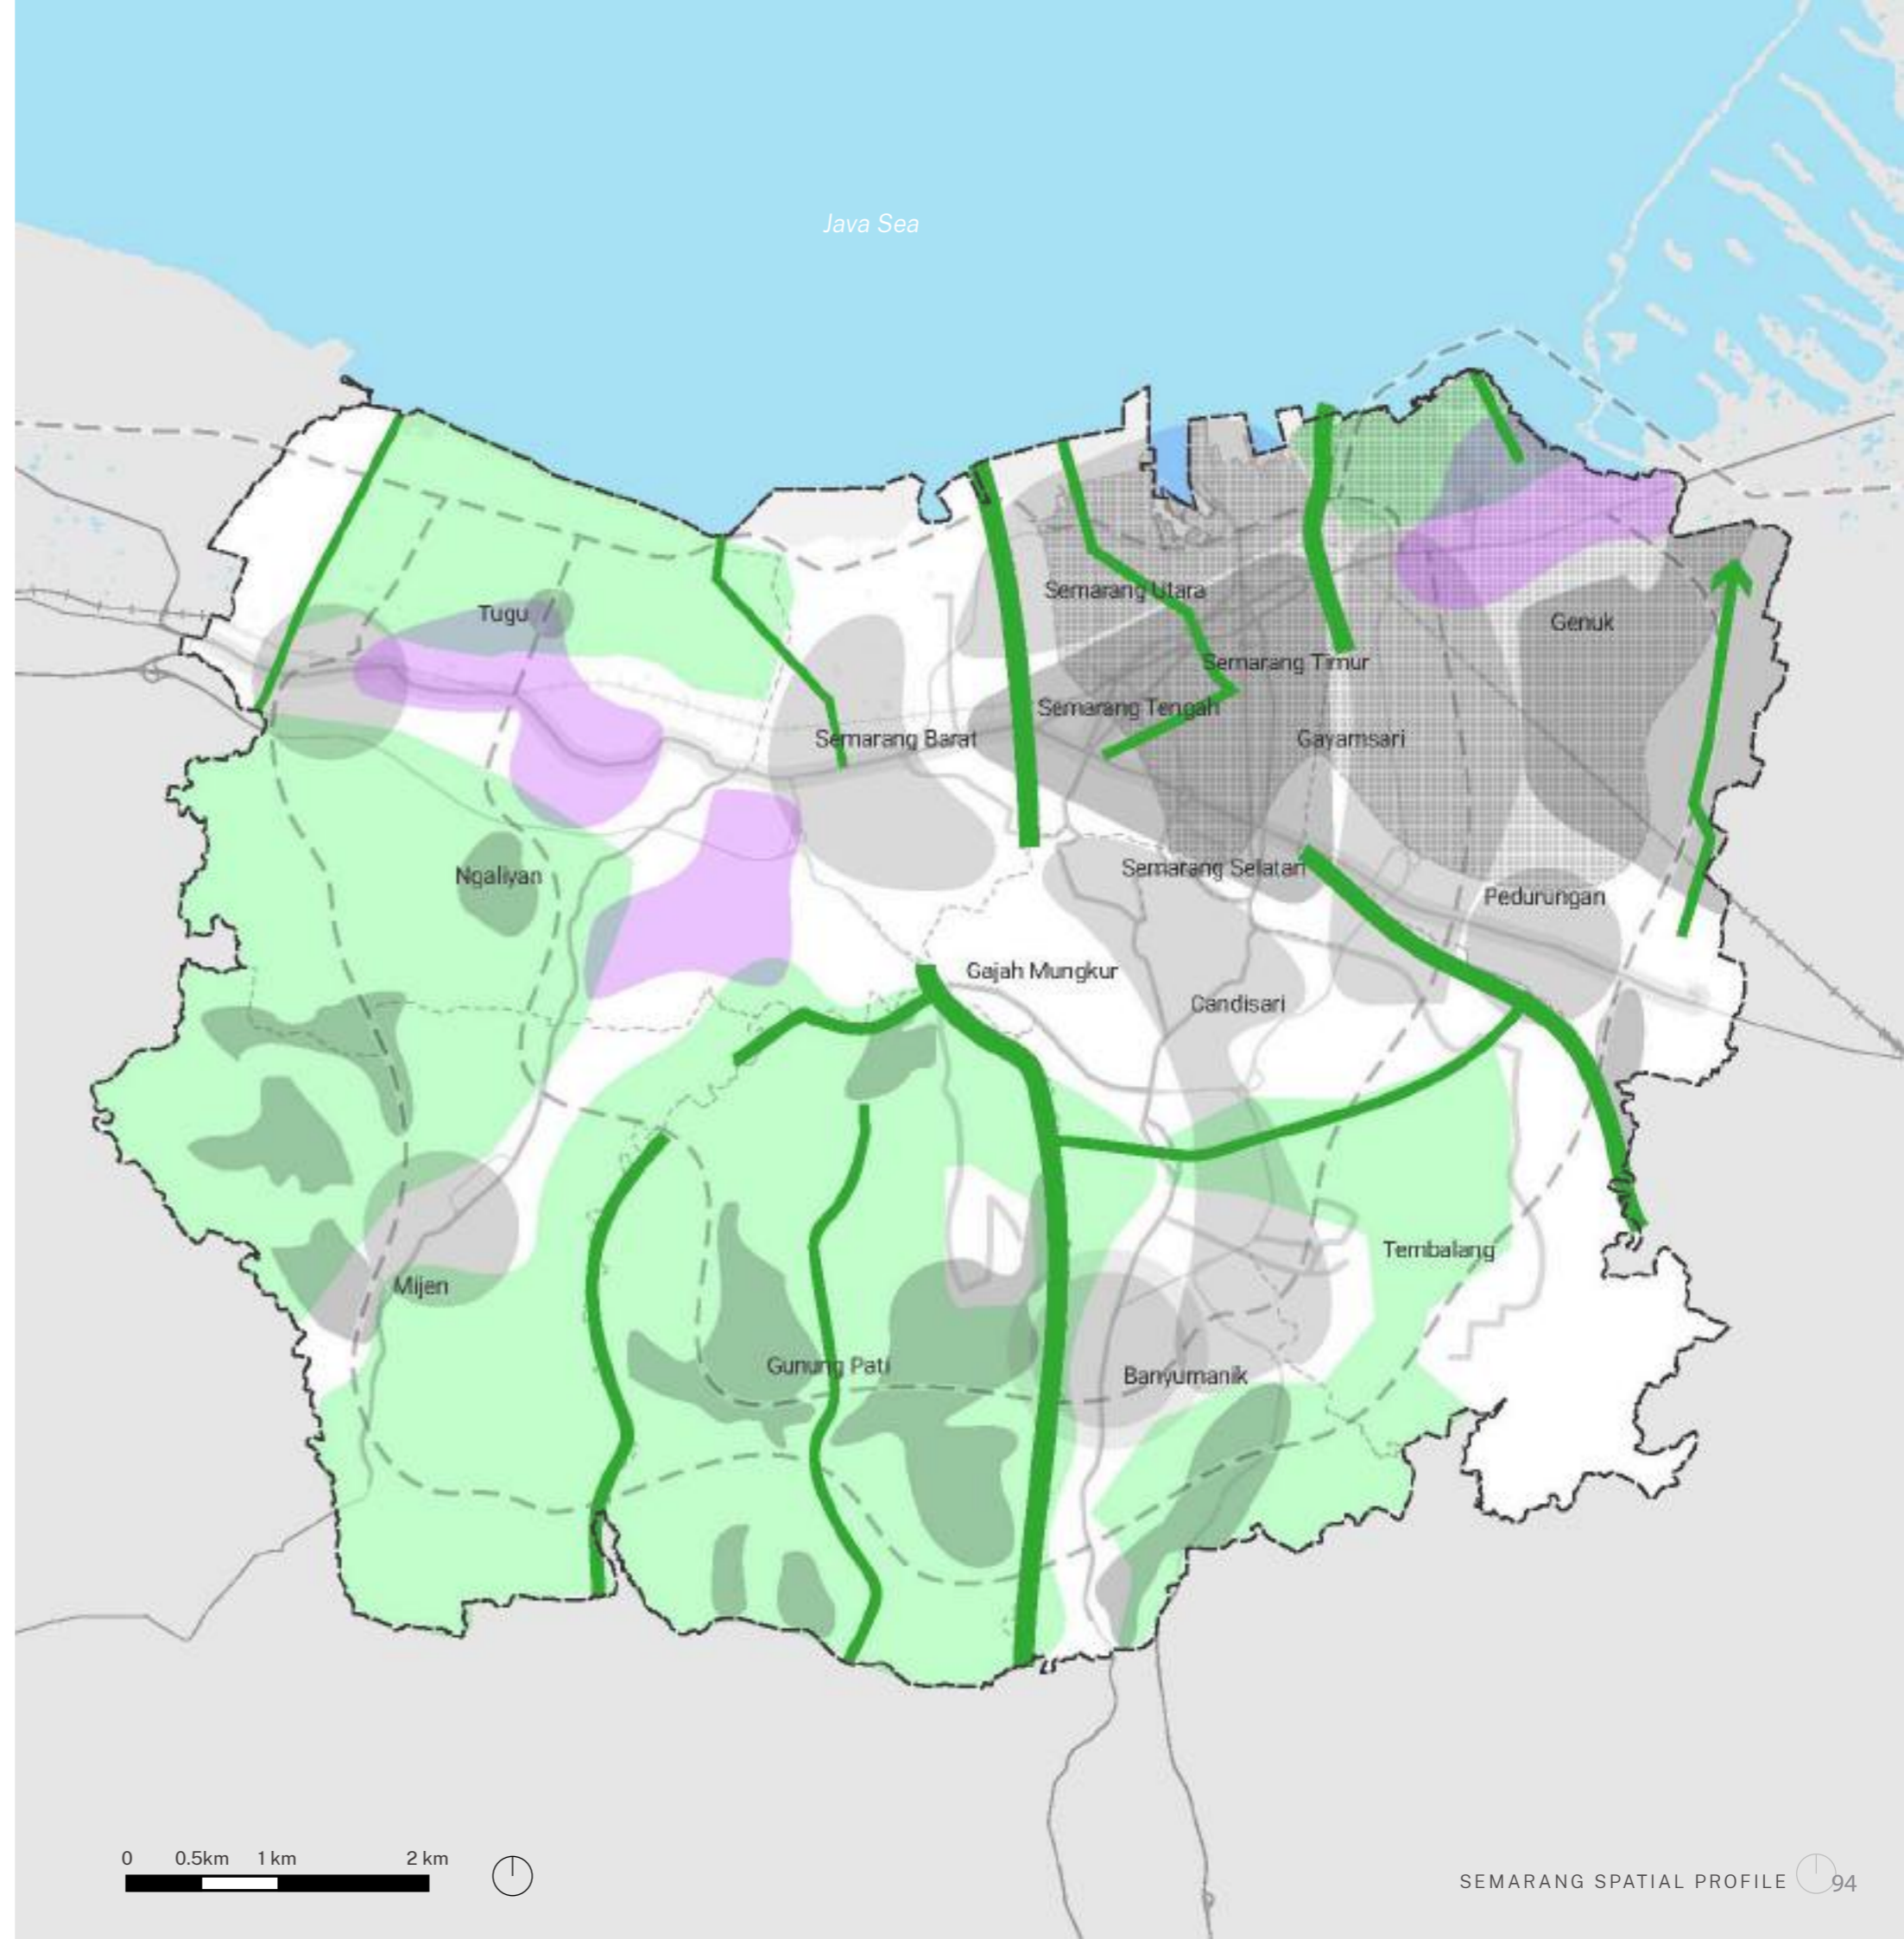 Java Sea
Tugu
Semarang Utara
Genuk
Semarang Timur
Semarang Tengah
Semarang Barat
Gayamsari
Ngaliyan
Semarang Selatan
Pedurungan
Gajah Mungkur
Candisari
Tembalang
Mijen
Gunung Pati
Banyumanik
0 0.5km 1 km 2 km
SEMARANG SPATIAL PROFILE 94